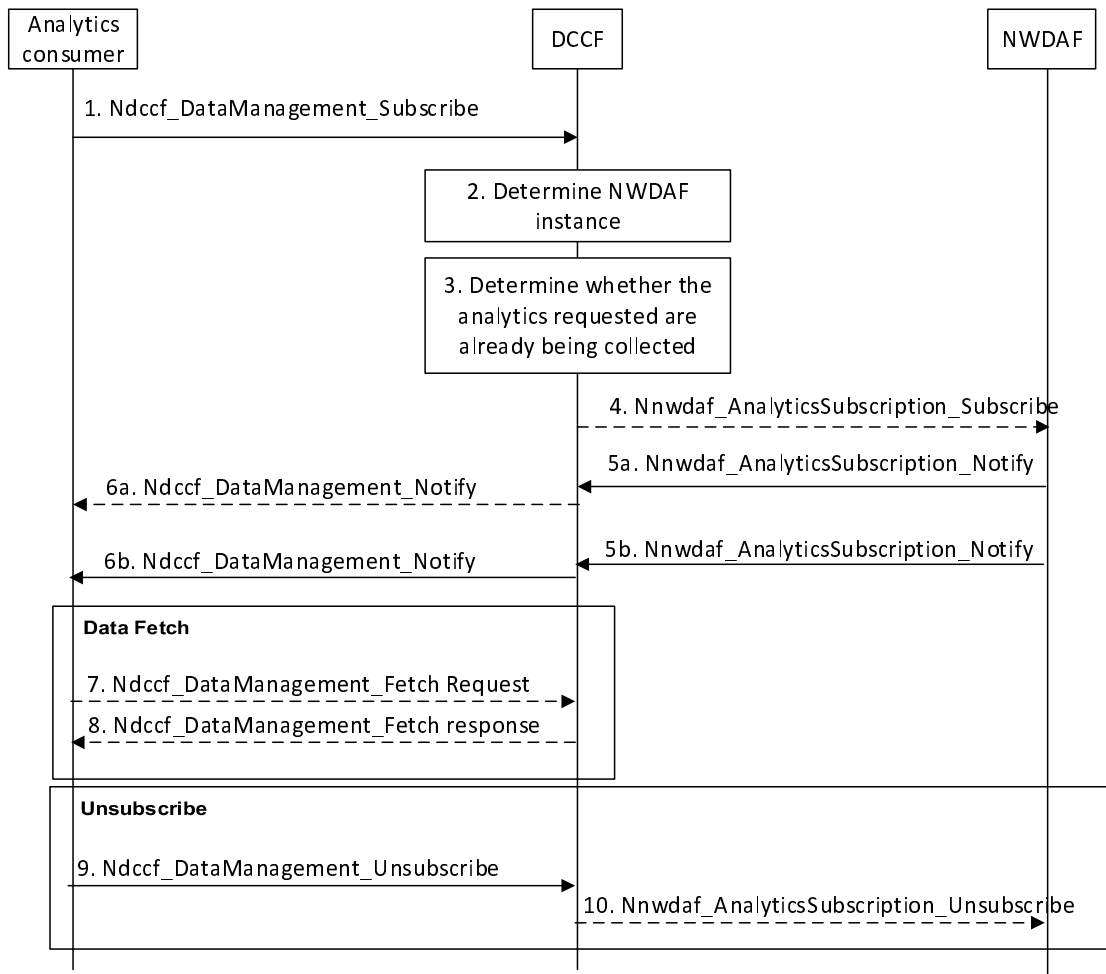 Analytics
consumer
DCCF
NWDAF
1. Ndccf_DataManagement_Subscribe
2. Determine NWDAF
instance
3. Determine whether the
analytics requested are
already being collected
4. Nnwdaf_AnalyticsSubscription_Subscribe
5a. Nnwdaf_AnalyticsSubscription_Notify
6a. Ndccf_DataManagement_Notify
5b. Nnwdaf_AnalyticsSubscription_Notify
6b. Ndccf_DataManagement_Notify
Data Fetch
7. Ndccf_DataManagement_Fetch Request
8. Ndccf_DataManagement_Fetch response
Unsubscribe
9. Ndccf_DataManagement_Unsubscribe
10. Nnwdaf_AnalyticsSubscription_Unsubscribe